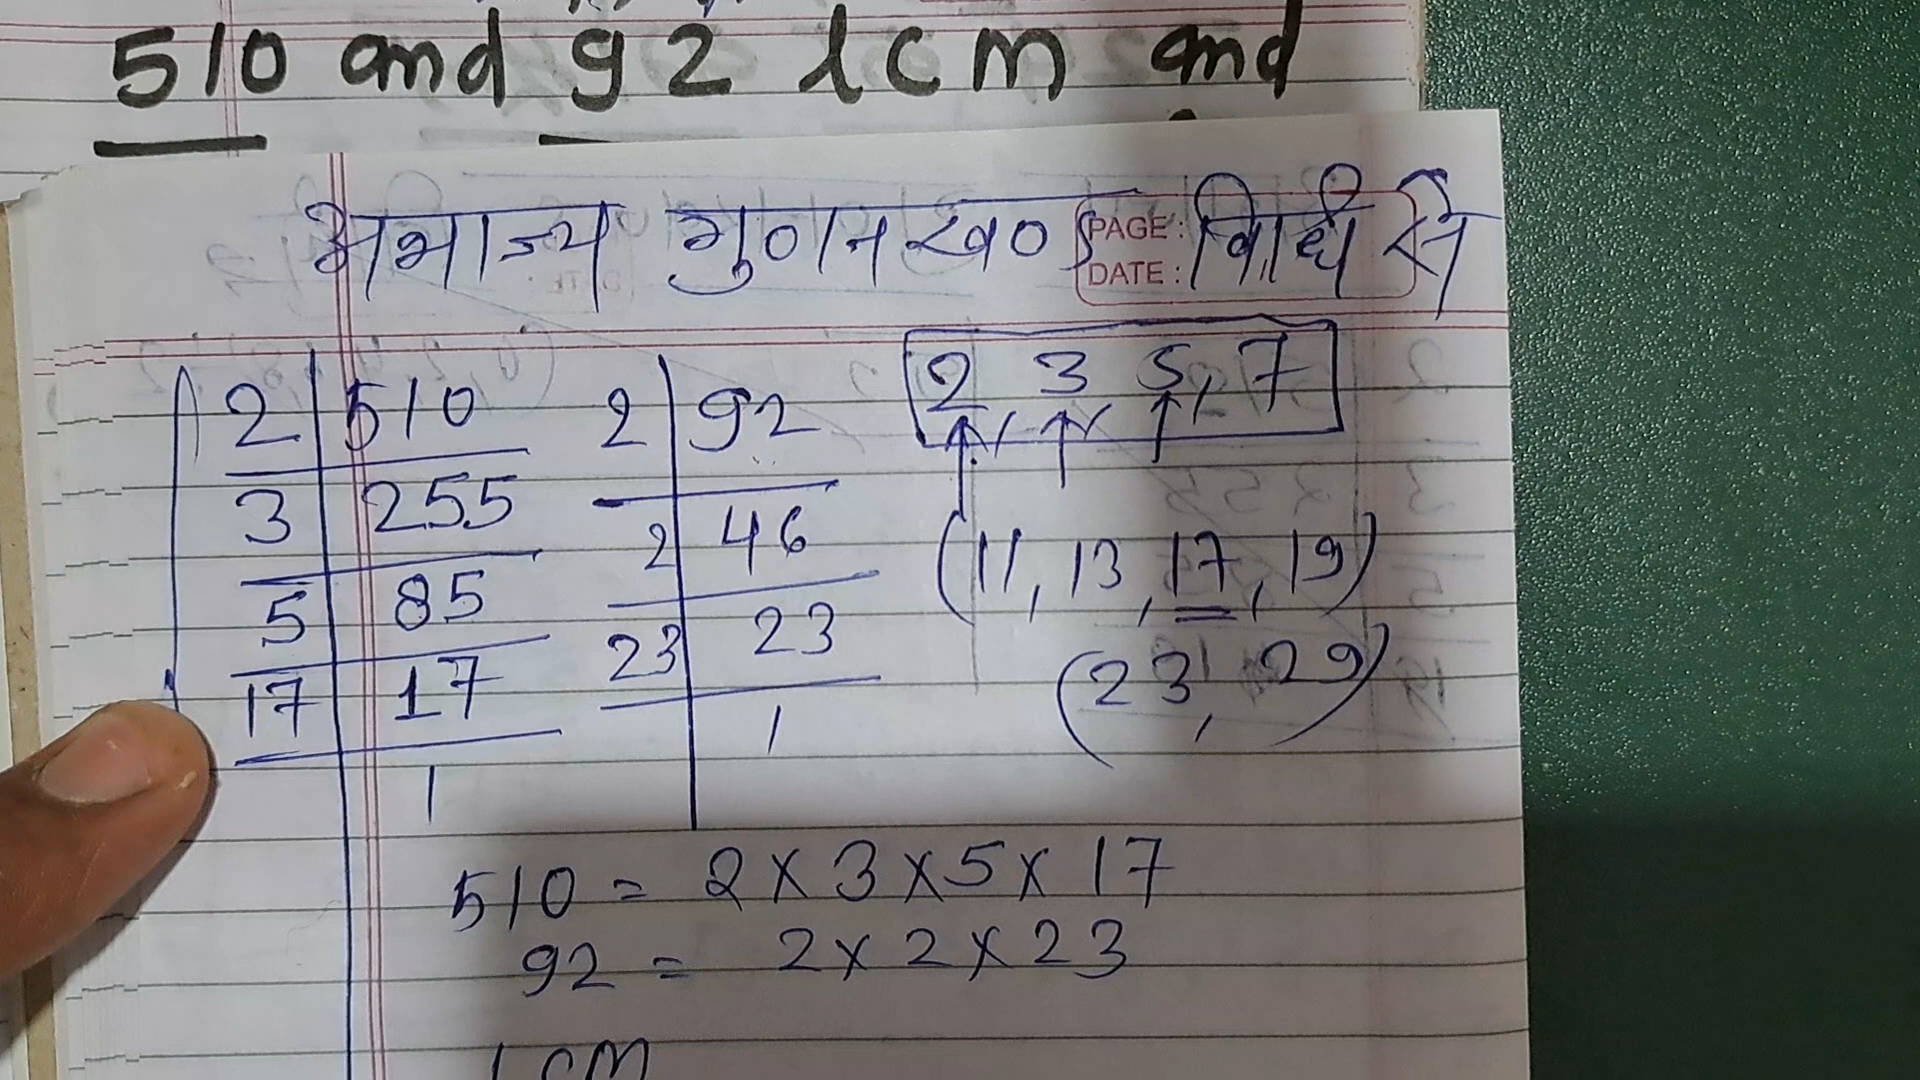 510 and 92 lcm and
अभाज्य गुणनखण्ड विधि से
PAGE:
DATE:
2 | 510
3 | 255
5 | 85
17 | 17
1
2 | 92
2 | 46
23 | 23
1
2, 3, 5, 7
(11, 13, 17, 19)
(23, 29)
510 = 2 x 3 x 5 x 17
92 = 2 x 2 x 23
LCM